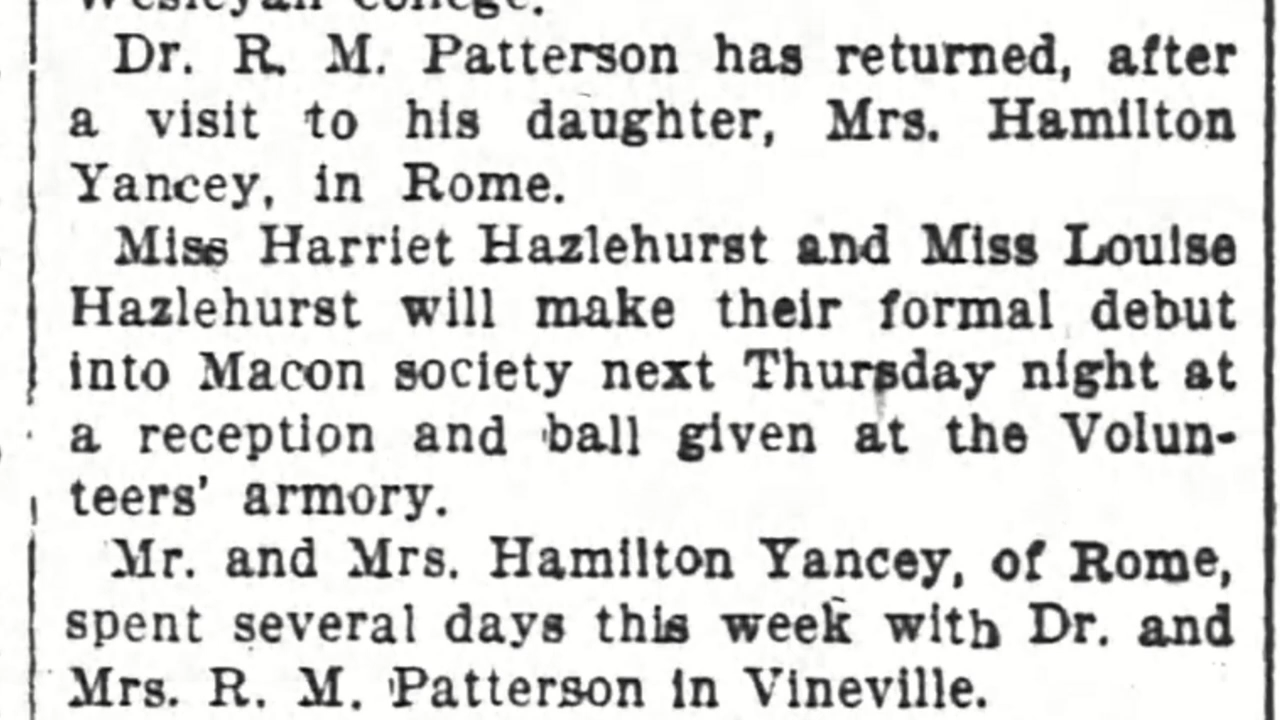 Wesleyan college.
Dr. R. M. Patterson has returned, after
a visit to his daughter, Mrs. Hamilton
Yancey, in Rome.
Miss Harriet Hazlehurst and Miss Louise
Hazlehurst will make their formal debut
into Macon society next Thursday night at
a reception and ball given at the Volun-
teers' armory.
Mr. and Mrs. Hamilton Yancey, of Rome,
spent several days this week with Dr. and
Mrs. R. M. Patterson in Vineville.